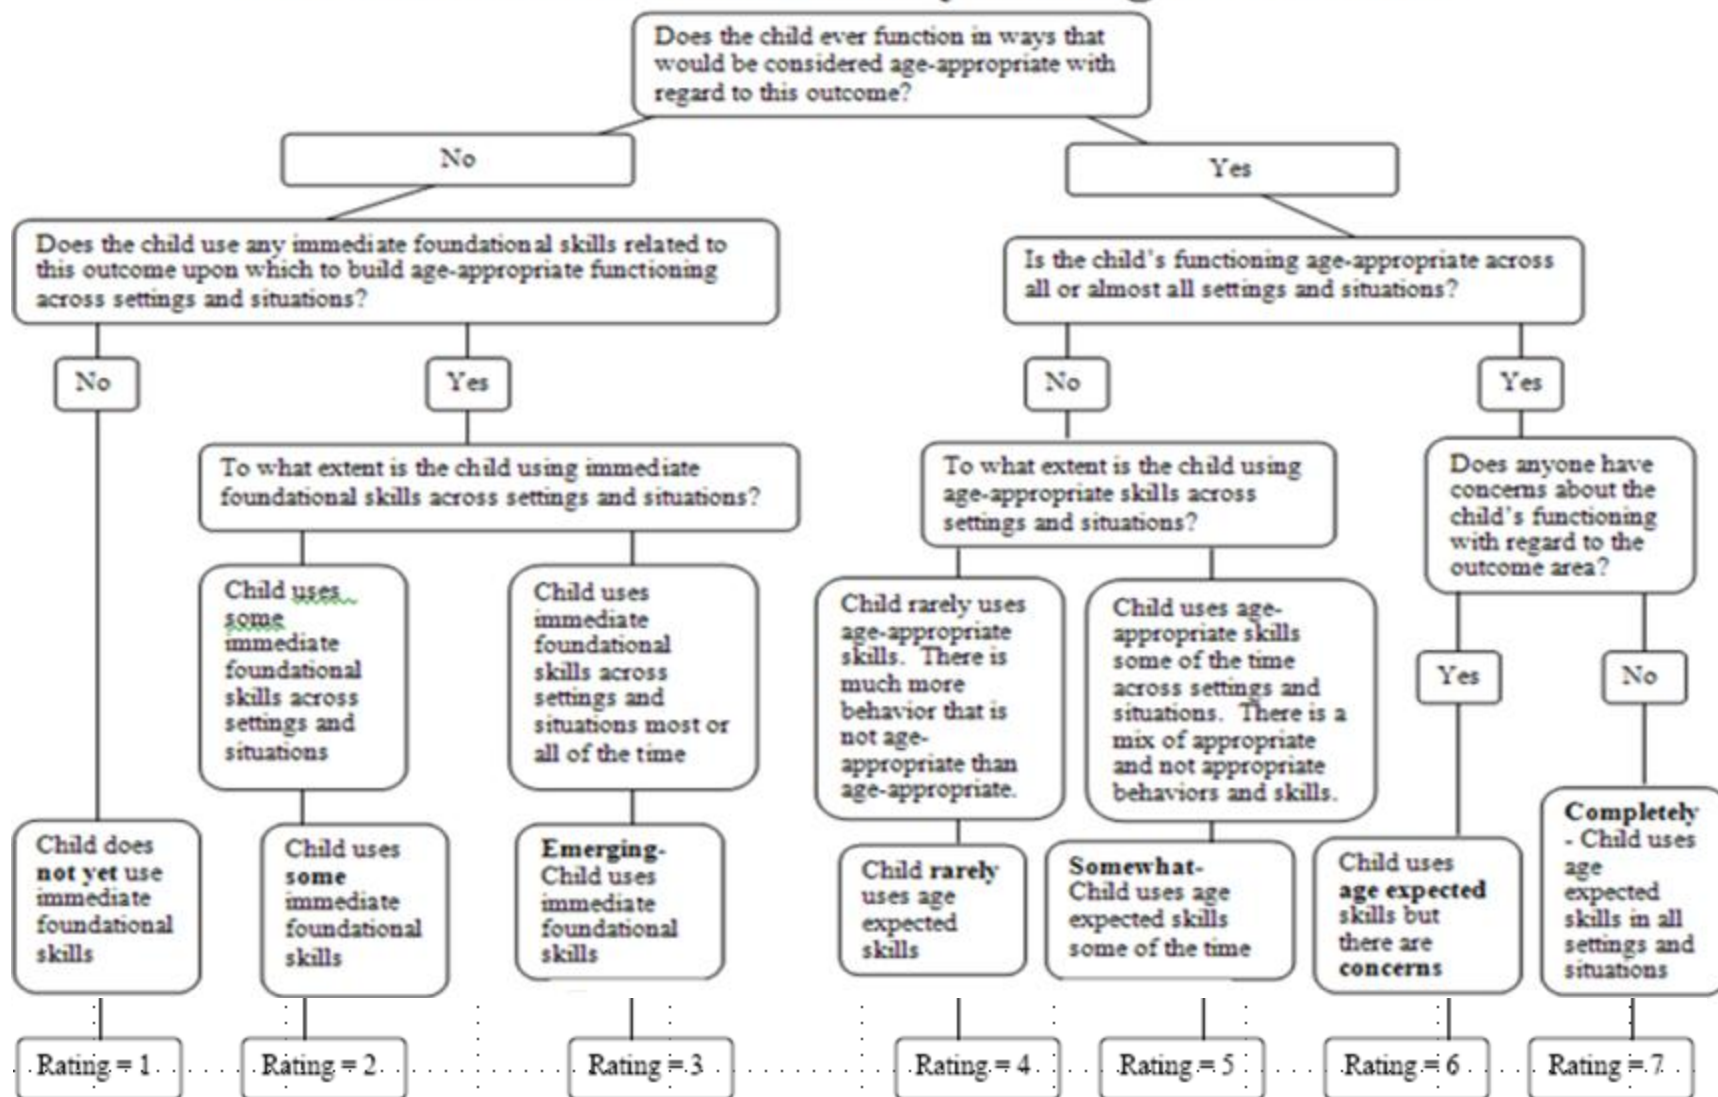 Does the child ever function in ways that
would be considered age-appropriate with
regard to this outcome?
No
Yes
Does the child use any immediate foundational skills related to
this outcome upon which to build age-appropriate functioning
across settings and situations?
Is the child's functioning age-appropriate across
all or almost all settings and situations?
No
Yes
No
Yes
To what extent is the child using immediate
foundational skills across settings and situations?
To what extent is the child using
age-appropriate skills across
settings and situations?
Does anyone have
concerns about the
child's functioning
with regard to the
outcome area?
Child uses
some
immediate
foundational
skills across
settings and
situations
Child uses
immediate
foundational
skills across
settings and
situations most or
all of the time
Child rarely uses
age-appropriate
skills. There is
much more
behavior that is
not age-
appropriate than
age-appropriate.
Child uses age-
appropriate skills
some of the time
across settings and
situations. There is a
mix of appropriate
and not appropriate
behaviors and skills.
Yes
No
Child does
not yet use
immediate
foundational
skills
Child uses
some
immediate
foundational
skills
Emerging-
Child uses
immediate
foundational
skills
Child rarely
uses age
expected
skills
Somewhat-
Child uses age
expected skills
some of the time
Child uses
age expected
skills but
there are
concerns
Completely
- Child uses
age
expected
skills in all
settings and
situations
Rating = 1
Rating = 2
Rating = 3
Rating = 4
Rating = 5
Rating = 6
Rating = 7